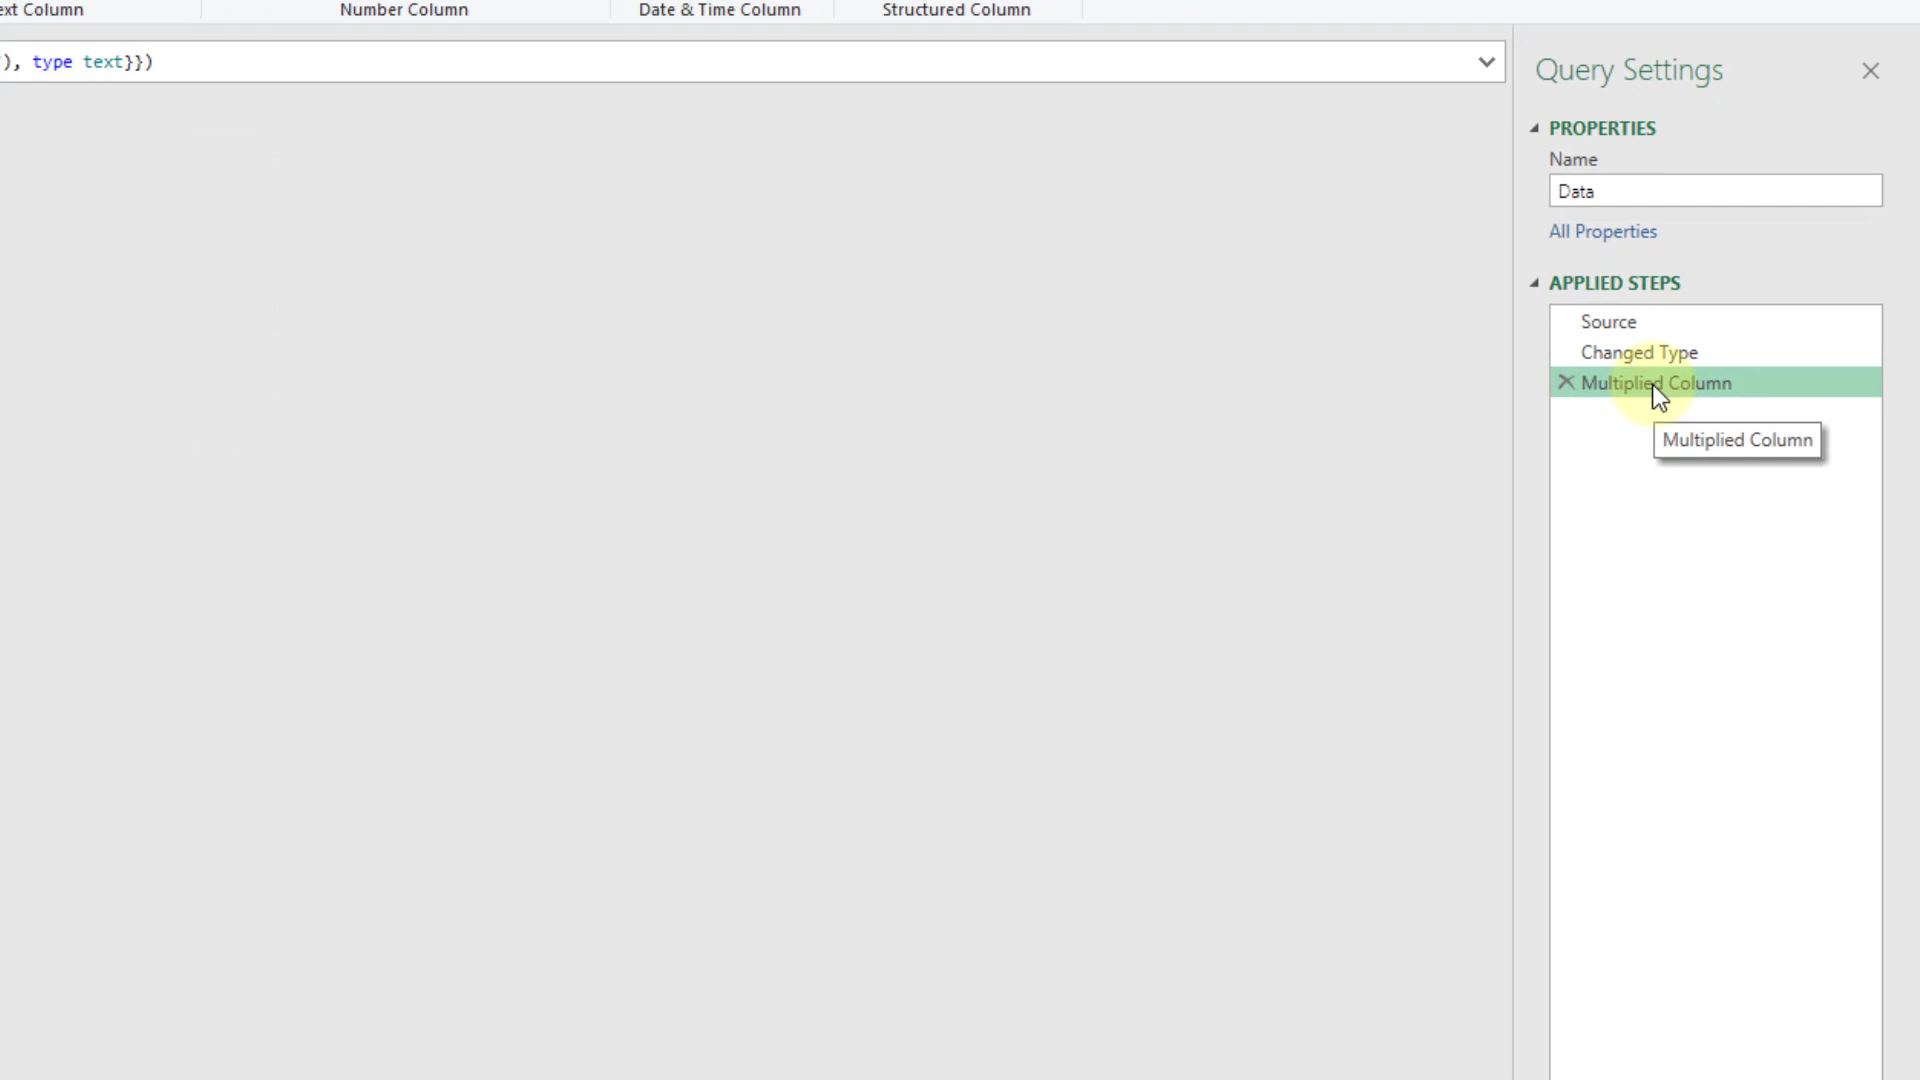 ext Column
Number Column
Date & Time Column
Structured Column
), type text}})
Query Settings
PROPERTIES
Name
Data
All Properties
APPLIED STEPS
Source
Changed Type
Multiplied Column
Multiplied Column